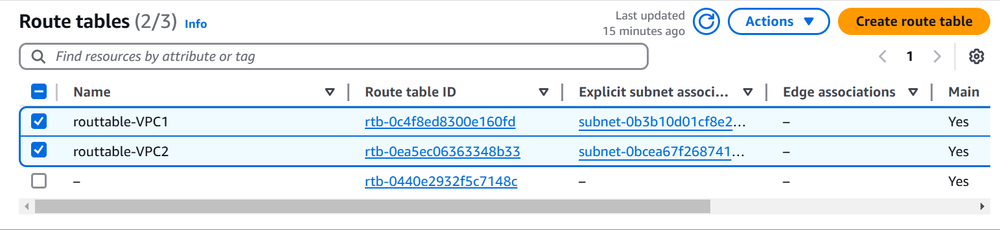 Route tables (2/3) Info
Last updated
15 minutes ago
Actions
Create route table
Find resources by attribute or tag
1
Name Route table ID Explicit subnet associ... Edge associations Main
routtable-VPC1 rtb-0c4f8ed8300e160fd subnet-0b3b10d01cf8e2... – Yes
routtable-VPC2 rtb-0ea5ec06363348b33 subnet-0bcea67f268741... – Yes
– rtb-0440e2932f5c7148c – – Yes